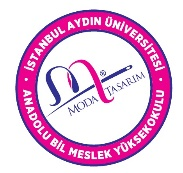 İSTANBUL AYDIN ÜNİVERSİTESİ
MODA TASARIM
®
ANADOLU BİL MESLEK YÜKSEKOKULU